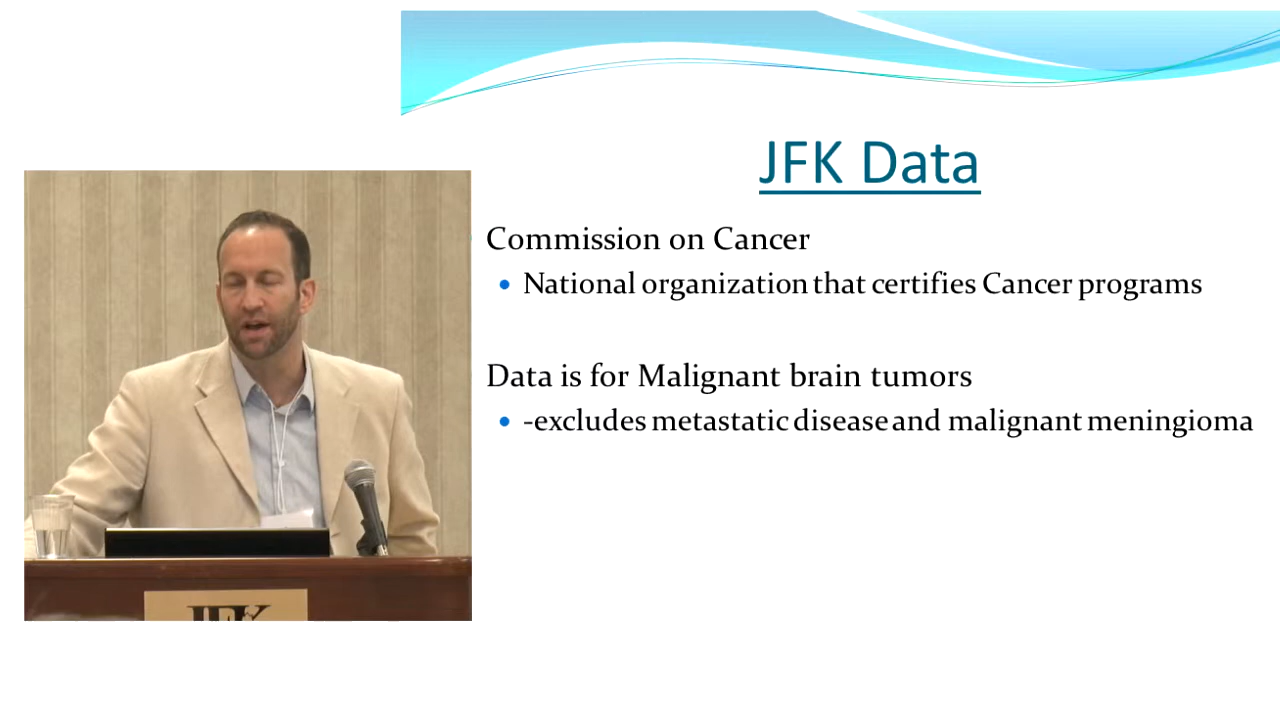 JFK Data
Commission on Cancer
National organization that certifies Cancer programs
Data is for Malignant brain tumors
-excludes metastatic disease and malignant meningioma
JFK